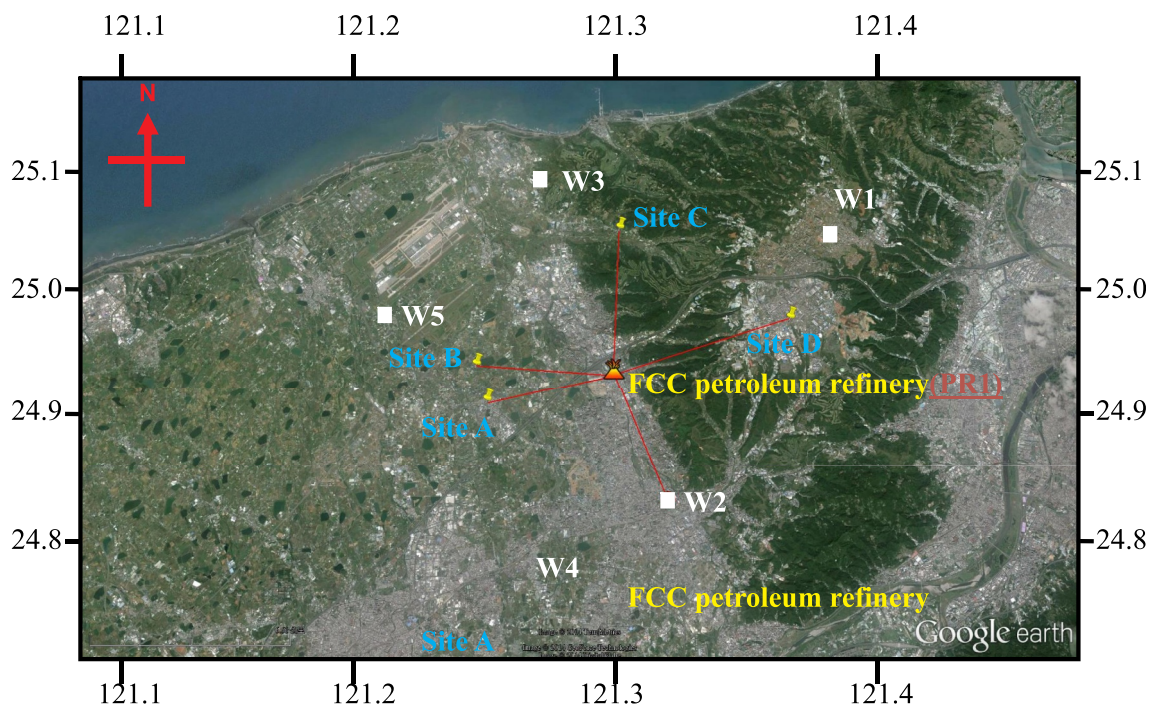 121.1 121.2 121.3 121.4
N
25.1 W3 25.1
W1
Site C
25.0 25.0
W5
Site B Site D
FCC petroleum refinery(PR1)
24.9 24.9
Site A
W2
24.8 24.8
W4
FCC petroleum refinery
Site A
Google earth
121.1 121.2 121.3 121.4